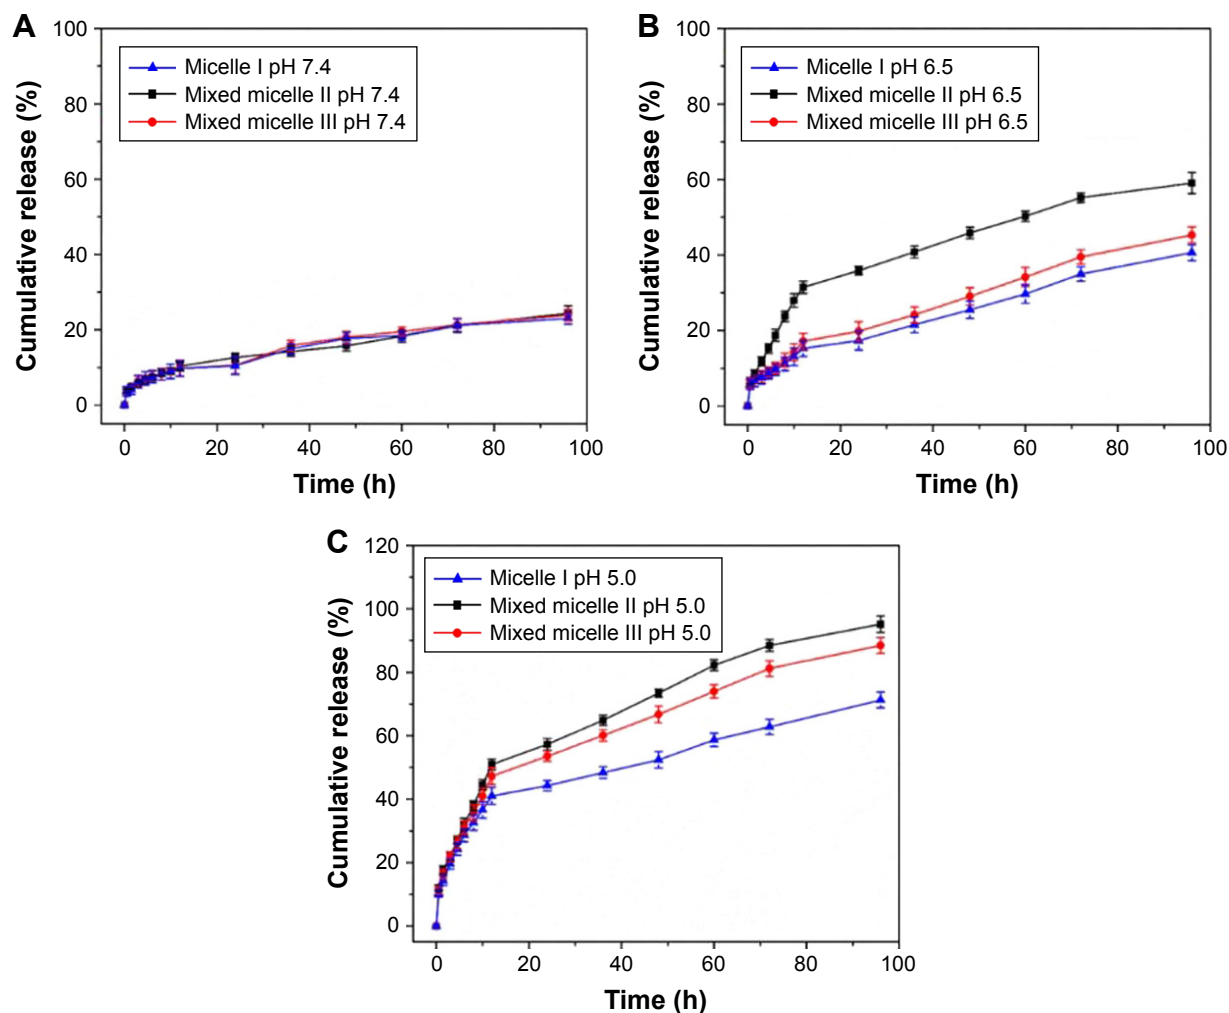 A
Cumulative release (%)
100
80
60
40
20
0
Micelle I pH 7.4
Mixed micelle II pH 7.4
Mixed micelle III pH 7.4
0 20 40 60 80 100
Time (h)
B
Cumulative release (%)
100
80
60
40
20
0
Micelle I pH 6.5
Mixed micelle II pH 6.5
Mixed micelle III pH 6.5
0 20 40 60 80 100
Time (h)
C
Cumulative release (%)
120
100
80
60
40
20
0
Micelle I pH 5.0
Mixed micelle II pH 5.0
Mixed micelle III pH 5.0
0 20 40 60 80 100
Time (h)